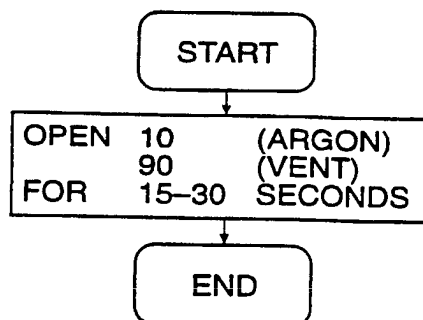 START
OPEN 10 (ARGON)
90 (VENT)
FOR 15–30 SECONDS
END